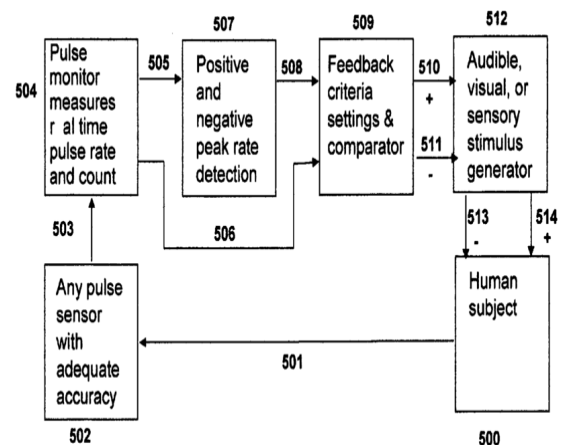 507
509
512
504
Pulse
monitor
measures
r al time
pulse rate
and count
505
Positive
and
negative
peak rate
detection
508
Feedback
criteria
settings &
comparator
510
+
511
-
Audible,
visual, or
sensory
stimulus
generator
503
506
513
-
514
+
Any pulse
sensor
with
adequate
accuracy
501
Human
subject
502
500